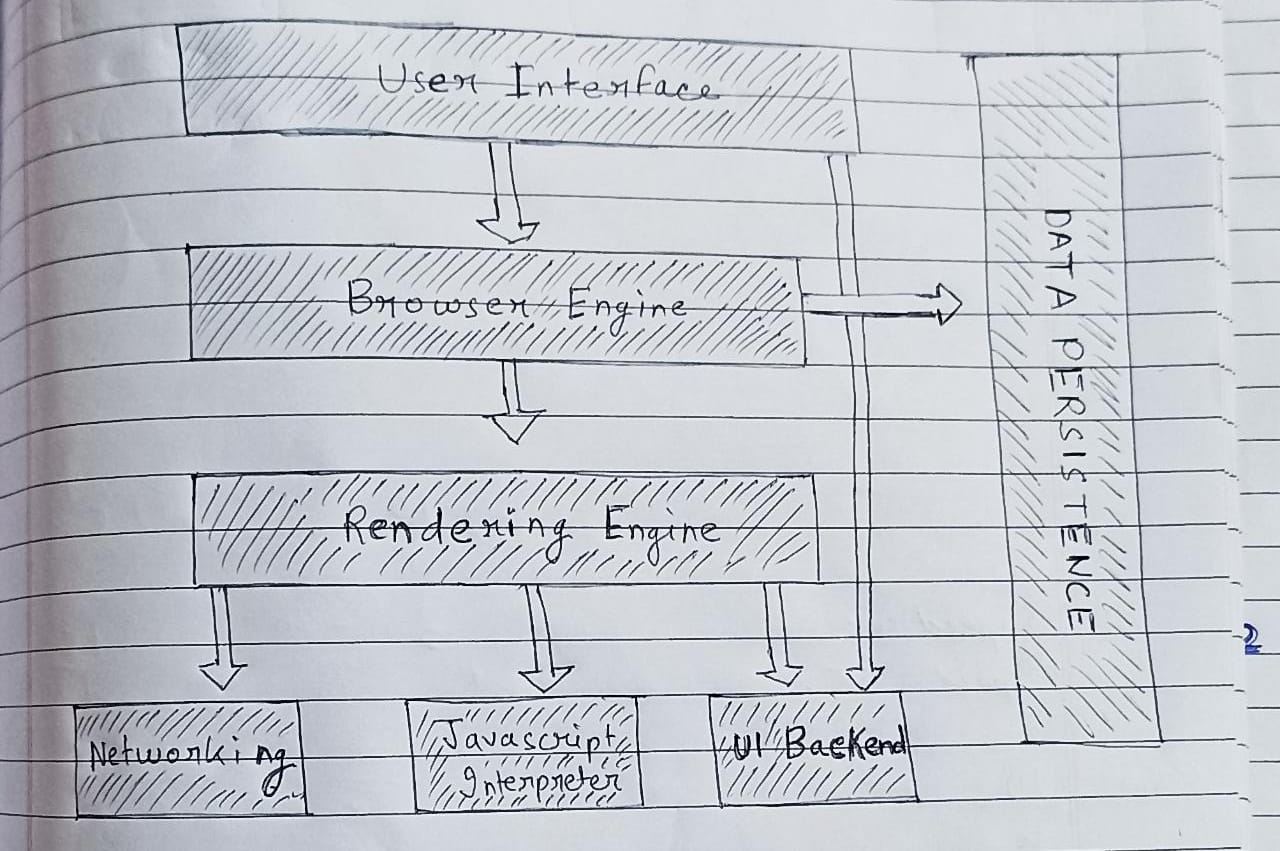 User Interface
DATA PERSISTENCE
Browser Engine
Rendering Engine
2
Networking
Javascript
Interpreter
UI Backend